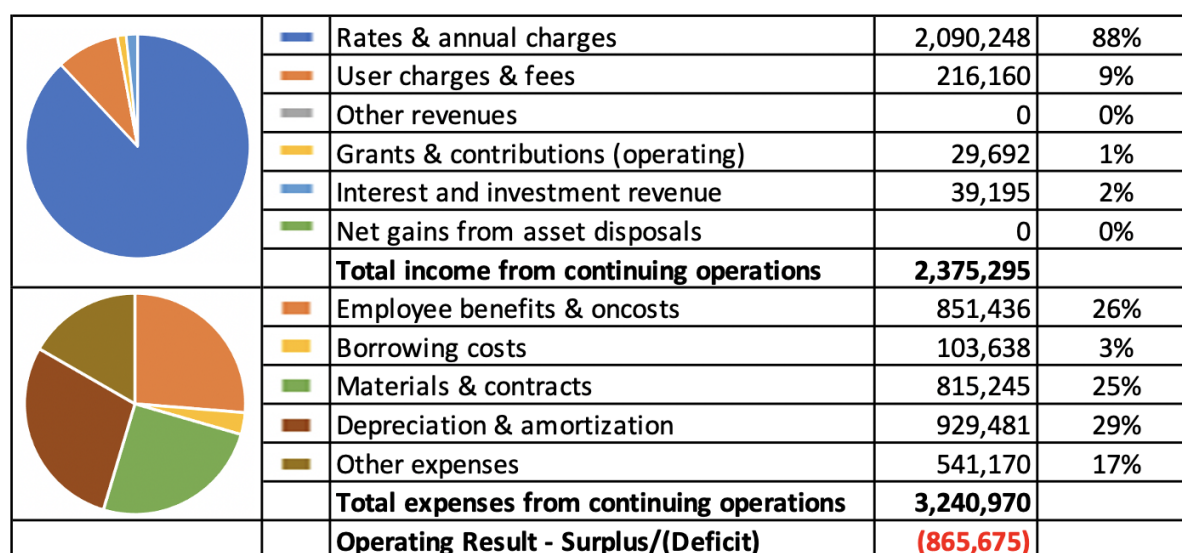 Rates & annual charges 2,090,248 88%
User charges & fees 216,160 9%
Other revenues 0 0%
Grants & contributions (operating) 29,692 1%
Interest and investment revenue 39,195 2%
Net gains from asset disposals 0 0%
Total income from continuing operations 2,375,295
Employee benefits & oncosts 851,436 26%
Borrowing costs 103,638 3%
Materials & contracts 815,245 25%
Depreciation & amortization 929,481 29%
Other expenses 541,170 17%
Total expenses from continuing operations 3,240,970
Operating Result - Surplus/(Deficit) (865,675)